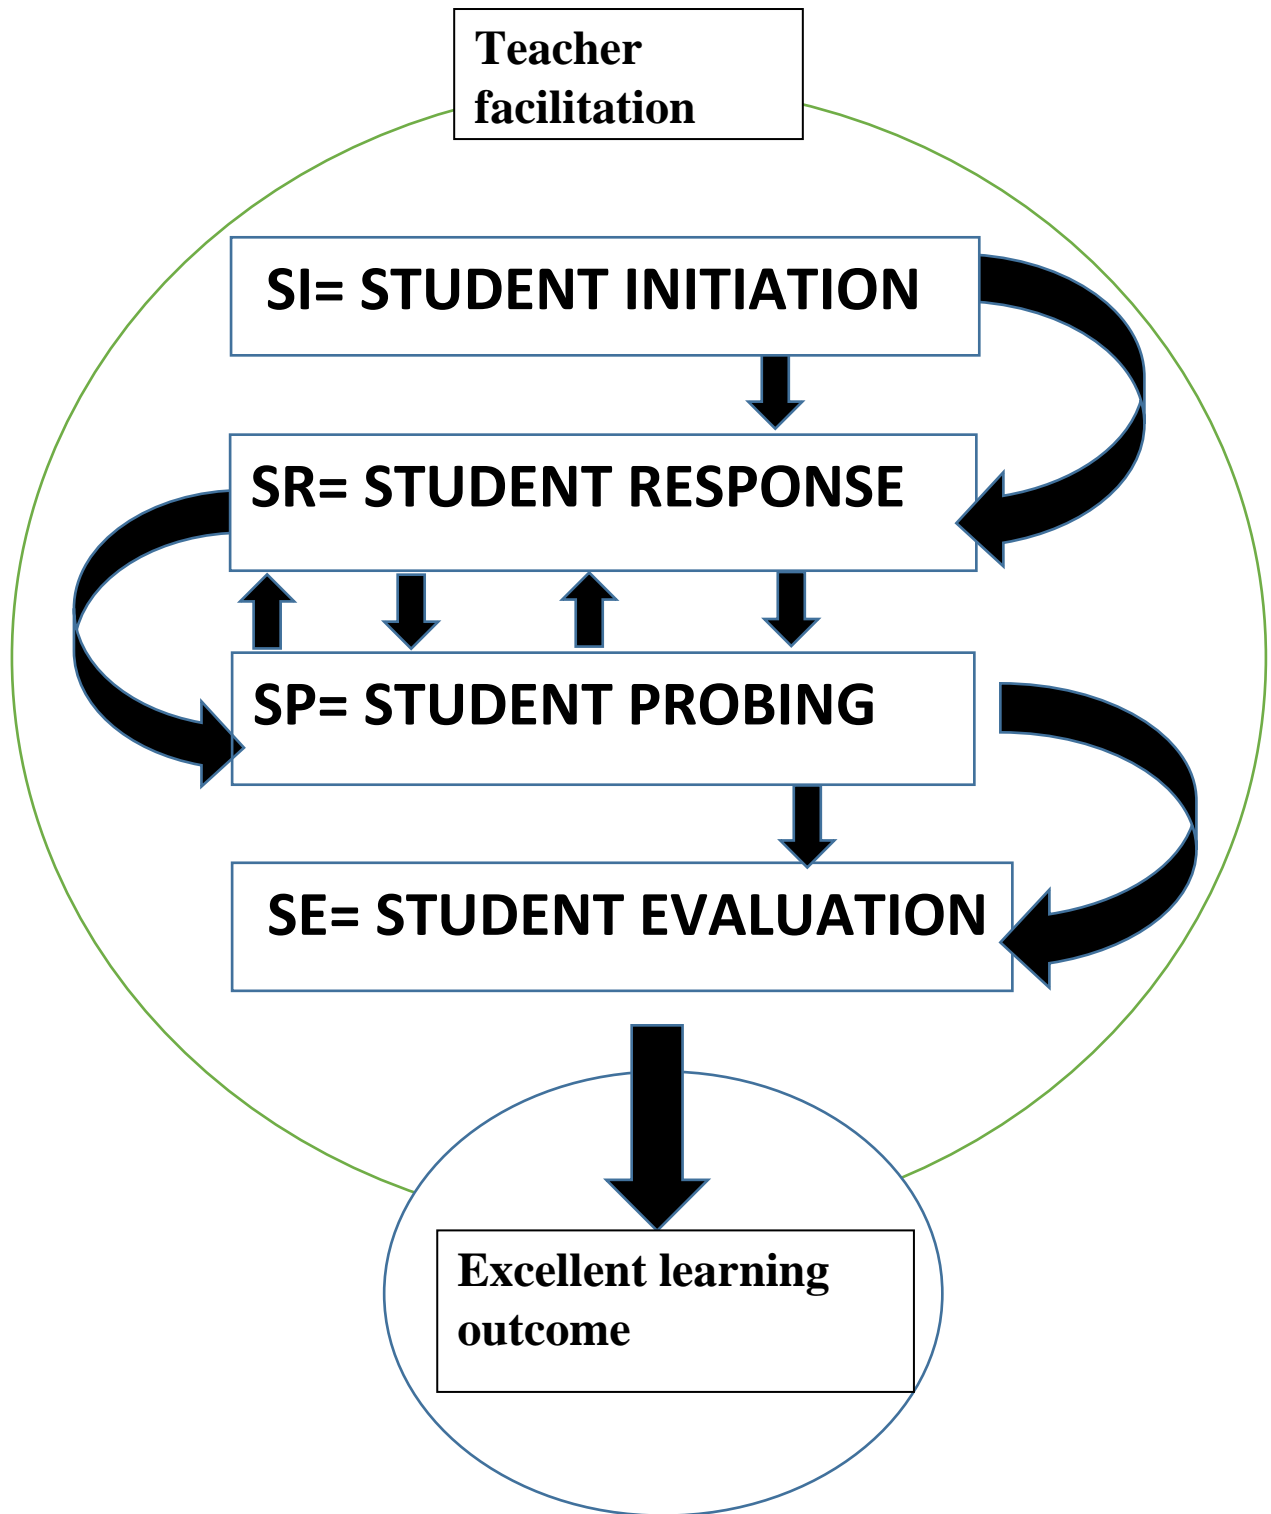 Teacher
facilitation
SI= STUDENT INITIATION
SR= STUDENT RESPONSE
SP= STUDENT PROBING
SE= STUDENT EVALUATION
Excellent learning
outcome